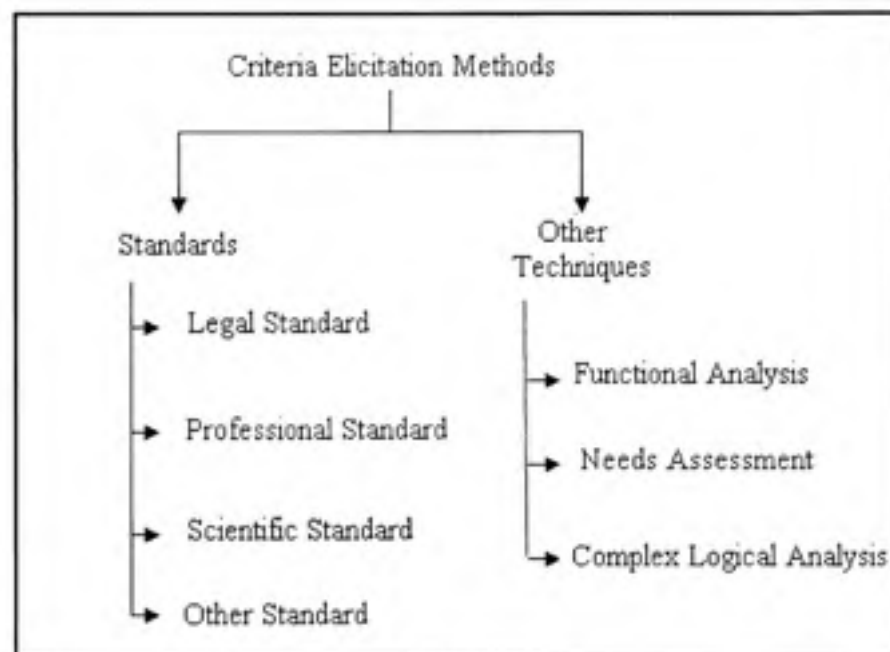 Criteria Elicitation Methods
Standards
Legal Standard
Professional Standard
Scientific Standard
Other Standard
Other
Techniques
Functional Analysis
Needs Assessment
Complex Logical Analysis